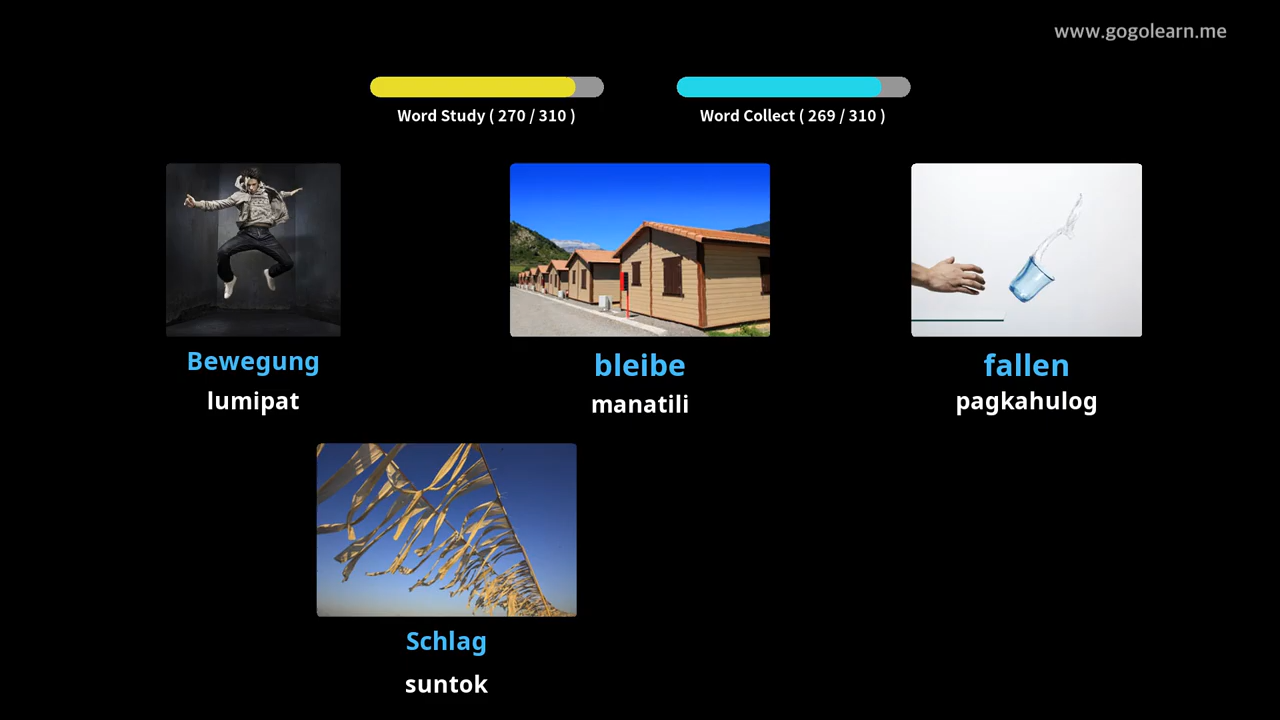 www.gogolearn.me
Word Study ( 270 / 310 )
Word Collect ( 269 / 310 )
Bewegung
lumipat
bleibe
manatili
fallen
pagkahulog
Schlag
suntok